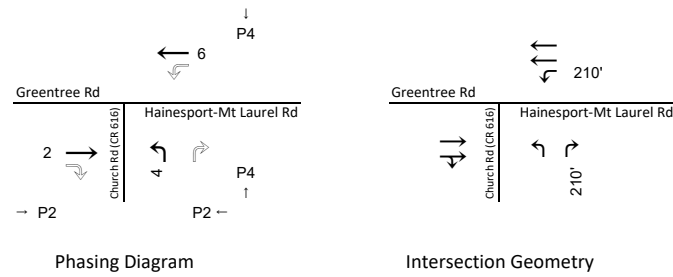 ↓
P4
← 6
Greentree Rd
Hainesport-Mt Laurel Rd
Church Rd (CR 616)
2 →
4
P4
↑
→ P2
P2 ←
Phasing Diagram
210'
Greentree Rd
Hainesport-Mt Laurel Rd
Church Rd (CR 616)
210'
Intersection Geometry